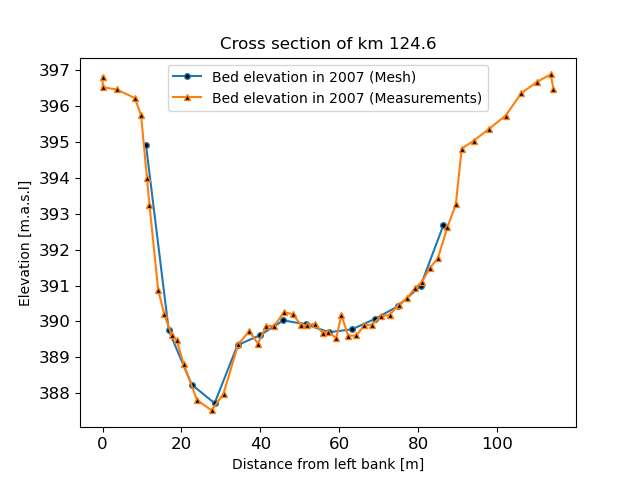 Cross section of km 124.6
Bed elevation in 2007 (Mesh)
Bed elevation in 2007 (Measurements)
Elevation [m.a.s.l]
397
396
395
394
393
392
391
390
389
388
0 20 40 60 80 100
Distance from left bank [m]